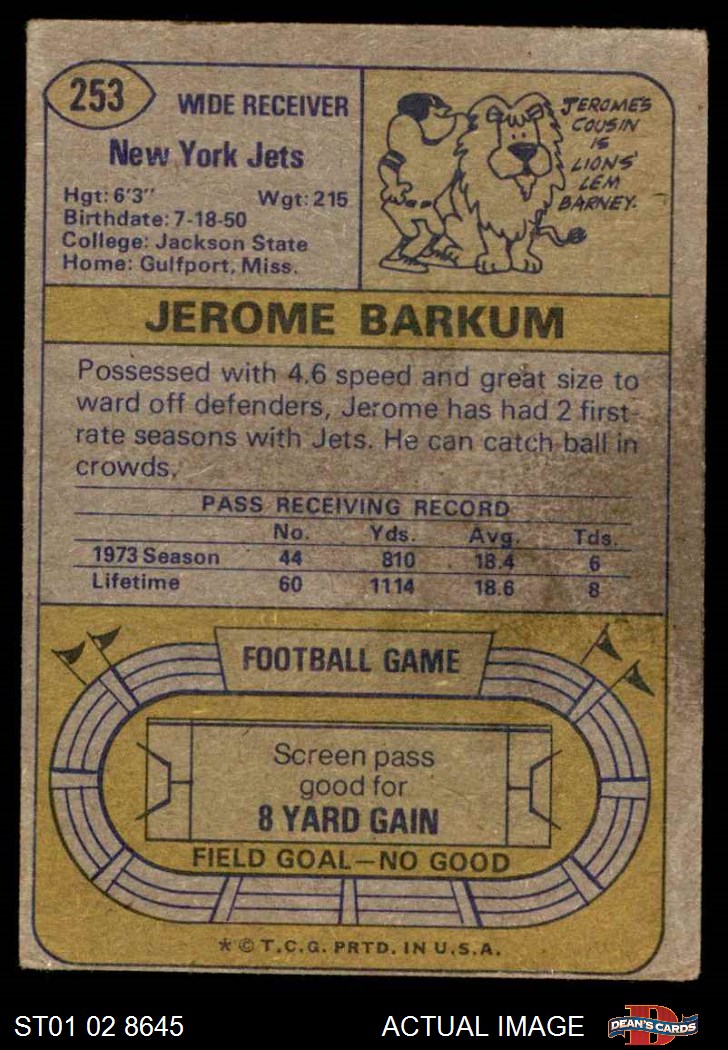 253
WIDE RECEIVER
New York Jets
Hgt: 6'3" Wgt: 215
Birthdate: 7-18-50
College: Jackson State
Home: Gulfport, Miss.
JEROME'S
COUSIN
IS
LIONS'
LEM
BARNEY.
JEROME BARKUM
Possessed with 4.6 speed and great size to
ward off defenders, Jerome has had 2 first-
rate seasons with Jets. He can catch ball in
crowds.
PASS RECEIVING RECORD
No. Yds. Avg. Tds.
1973 Season 44 810 18.4 6
Lifetime 60 1114 18.6 8
FOOTBALL GAME
Screen pass
good for
8 YARD GAIN
FIELD GOAL—NO GOOD
* © T.C.G. PRTD. IN U.S.A.
ST01 02 8645 ACTUAL IMAGE D DEAN'S CARDS